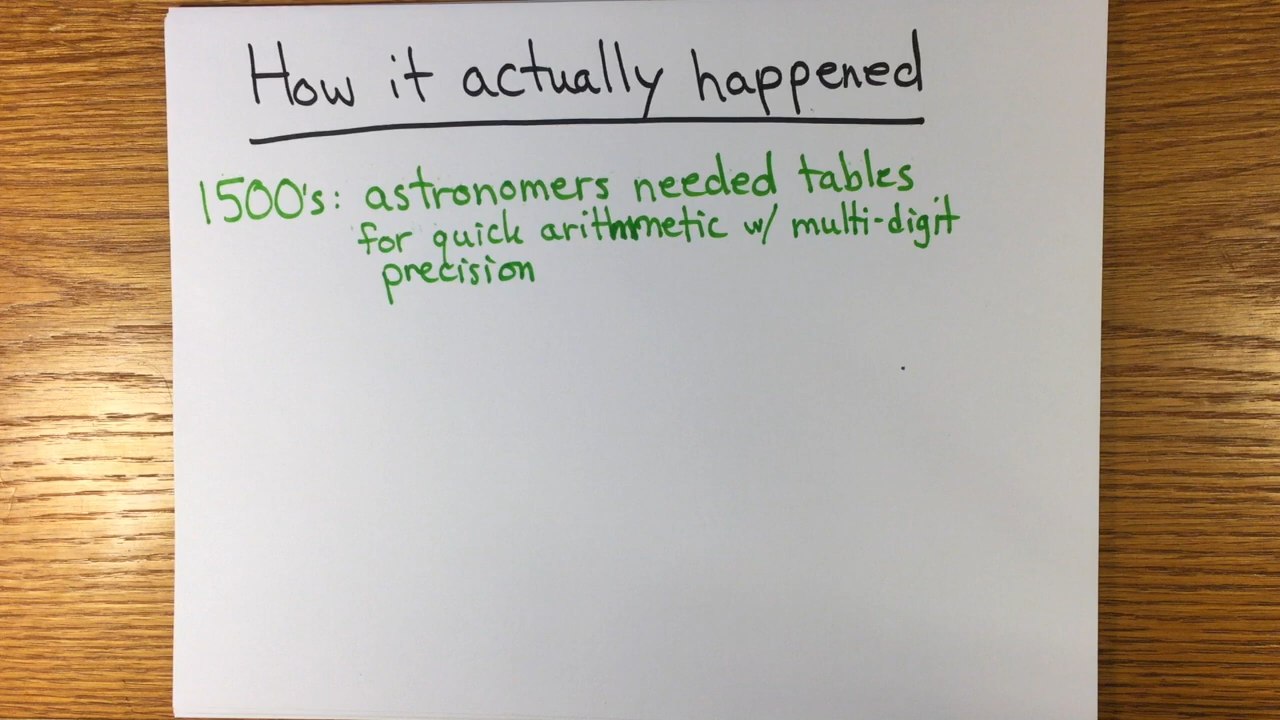 How it actually happened
1500's: astronomers needed tables
for quick arithmetic w/ multi-digit
precision